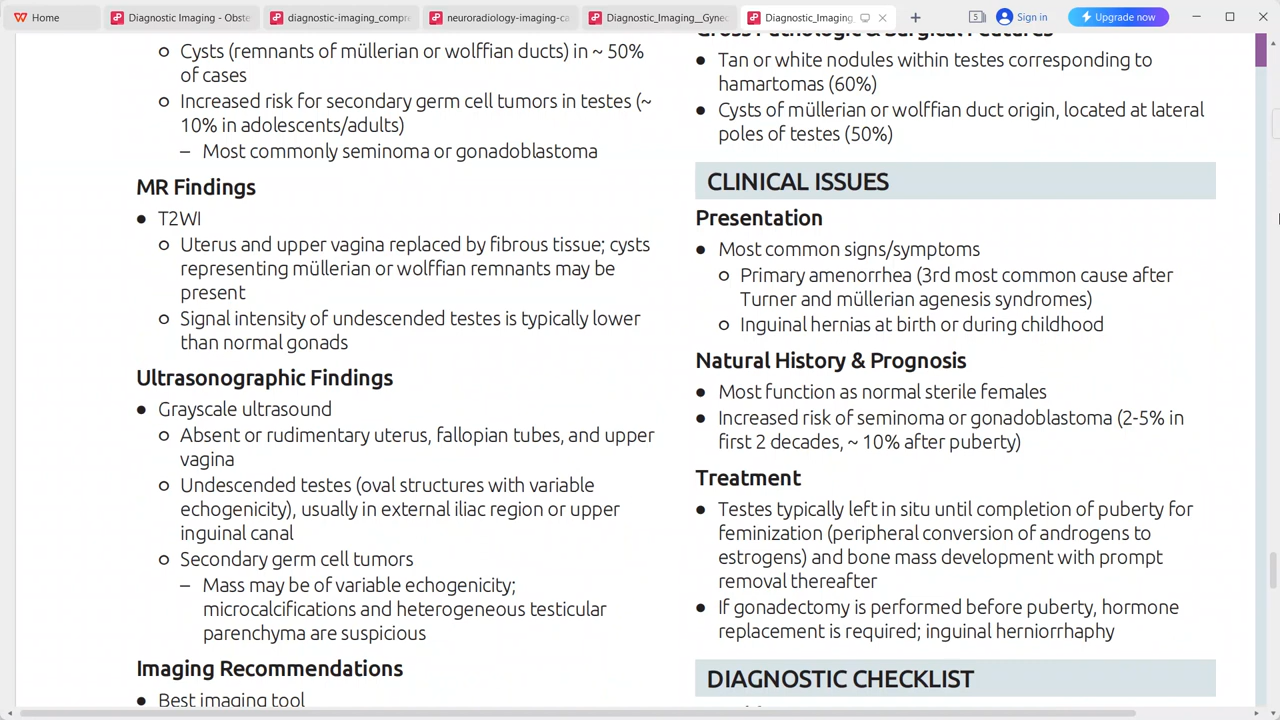 Home
Diagnostic Imaging - Obste
diagnostic-imaging_compre
neuroradiology-imaging-ca
Diagnostic_Imaging__Gynec
Diagnostic_Imaging_
5
Sign in
Upgrade now
○ Cysts (remnants of müllerian or wolffian ducts) in ~ 50%
of cases
○ Increased risk for secondary germ cell tumors in testes (~
10% in adolescents/adults)
– Most commonly seminoma or gonadoblastoma
MR Findings
● T2WI
○ Uterus and upper vagina replaced by fibrous tissue; cysts
representing müllerian or wolffian remnants may be
present
○ Signal intensity of undescended testes is typically lower
than normal gonads
Ultrasonographic Findings
● Grayscale ultrasound
○ Absent or rudimentary uterus, fallopian tubes, and upper
vagina
○ Undescended testes (oval structures with variable
echogenicity), usually in external iliac region or upper
inguinal canal
○ Secondary germ cell tumors
– Mass may be of variable echogenicity;
microcalcifications and heterogeneous testicular
parenchyma are suspicious
Imaging Recommendations
● Best imaging tool
Gross Pathologic & Surgical Features
● Tan or white nodules within testes corresponding to
hamartomas (60%)
● Cysts of müllerian or wolffian duct origin, located at lateral
poles of testes (50%)
CLINICAL ISSUES
Presentation
● Most common signs/symptoms
○ Primary amenorrhea (3rd most common cause after
Turner and müllerian agenesis syndromes)
○ Inguinal hernias at birth or during childhood
Natural History & Prognosis
● Most function as normal sterile females
● Increased risk of seminoma or gonadoblastoma (2-5% in
first 2 decades, ~ 10% after puberty)
Treatment
● Testes typically left in situ until completion of puberty for
feminization (peripheral conversion of androgens to
estrogens) and bone mass development with prompt
removal thereafter
● If gonadectomy is performed before puberty, hormone
replacement is required; inguinal herniorrhaphy
DIAGNOSTIC CHECKLIST